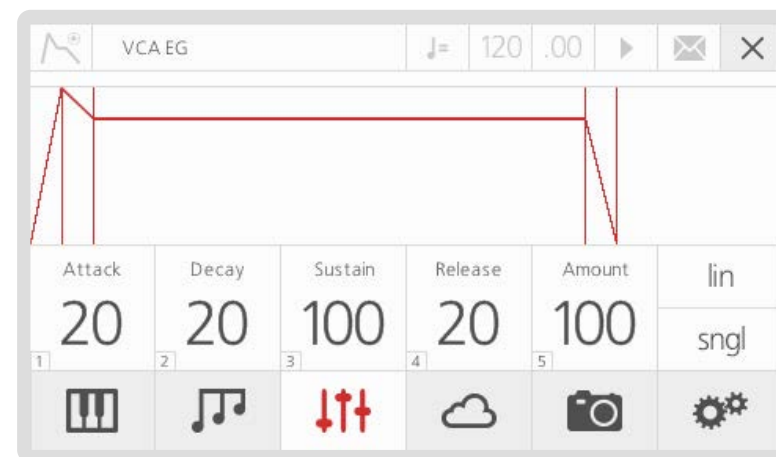 VCA EG
= 120 .00
Attack Decay Sustain Release Amount
lin
20 20 100 20 100
sngl
1 2 3 4 5